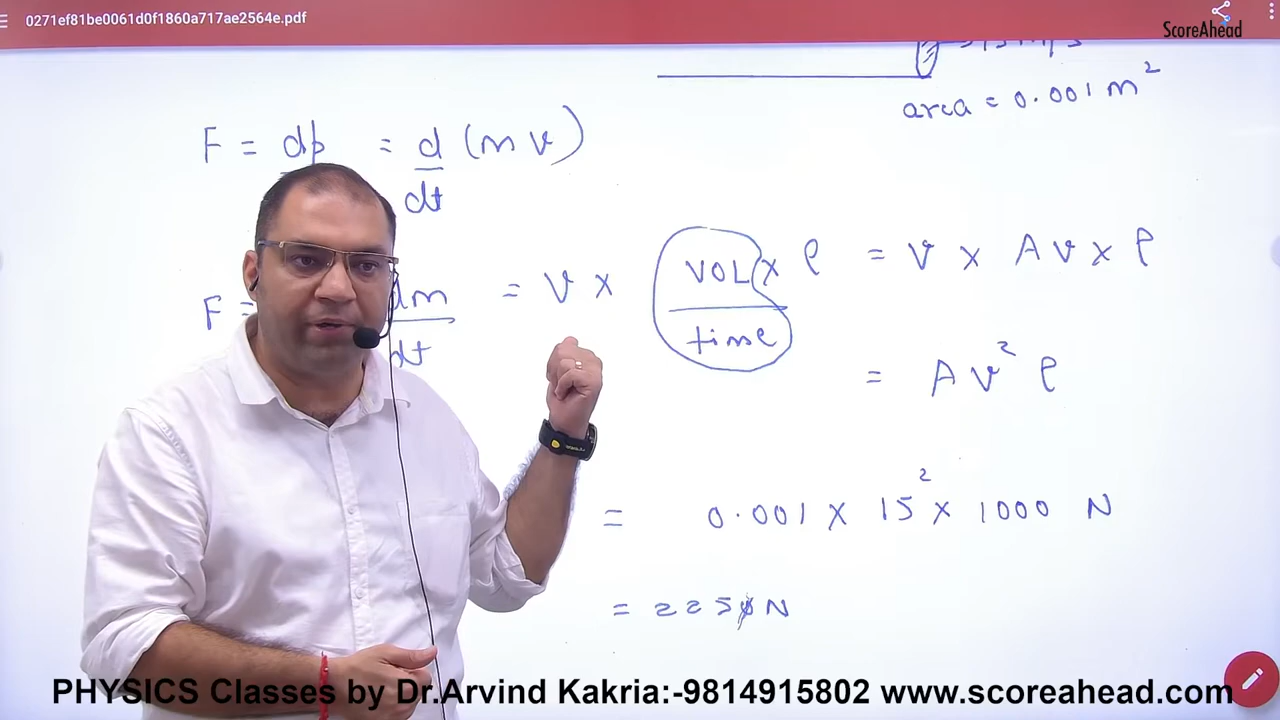 0271ef81be0061d0f1860a717ae2564e.pdf
ScoreAhead
area = 0.001 m²
F = dp = d (mv)
dt
F = dm = v × VOL × ρ = v × A v × ρ
dt time
= A v² ρ
= 0.001 × 15² × 1000 N
= 225 N
PHYSICS Classes by Dr.Arvind Kakria:-9814915802 www.scoreahead.com